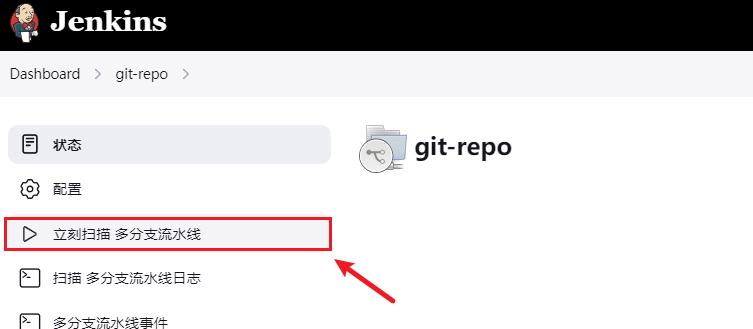 Jenkins
Dashboard
git-repo
状态
git-repo
配置
立刻扫描 多分支流水线
扫描 多分支流水线日志
多分支流水线事件